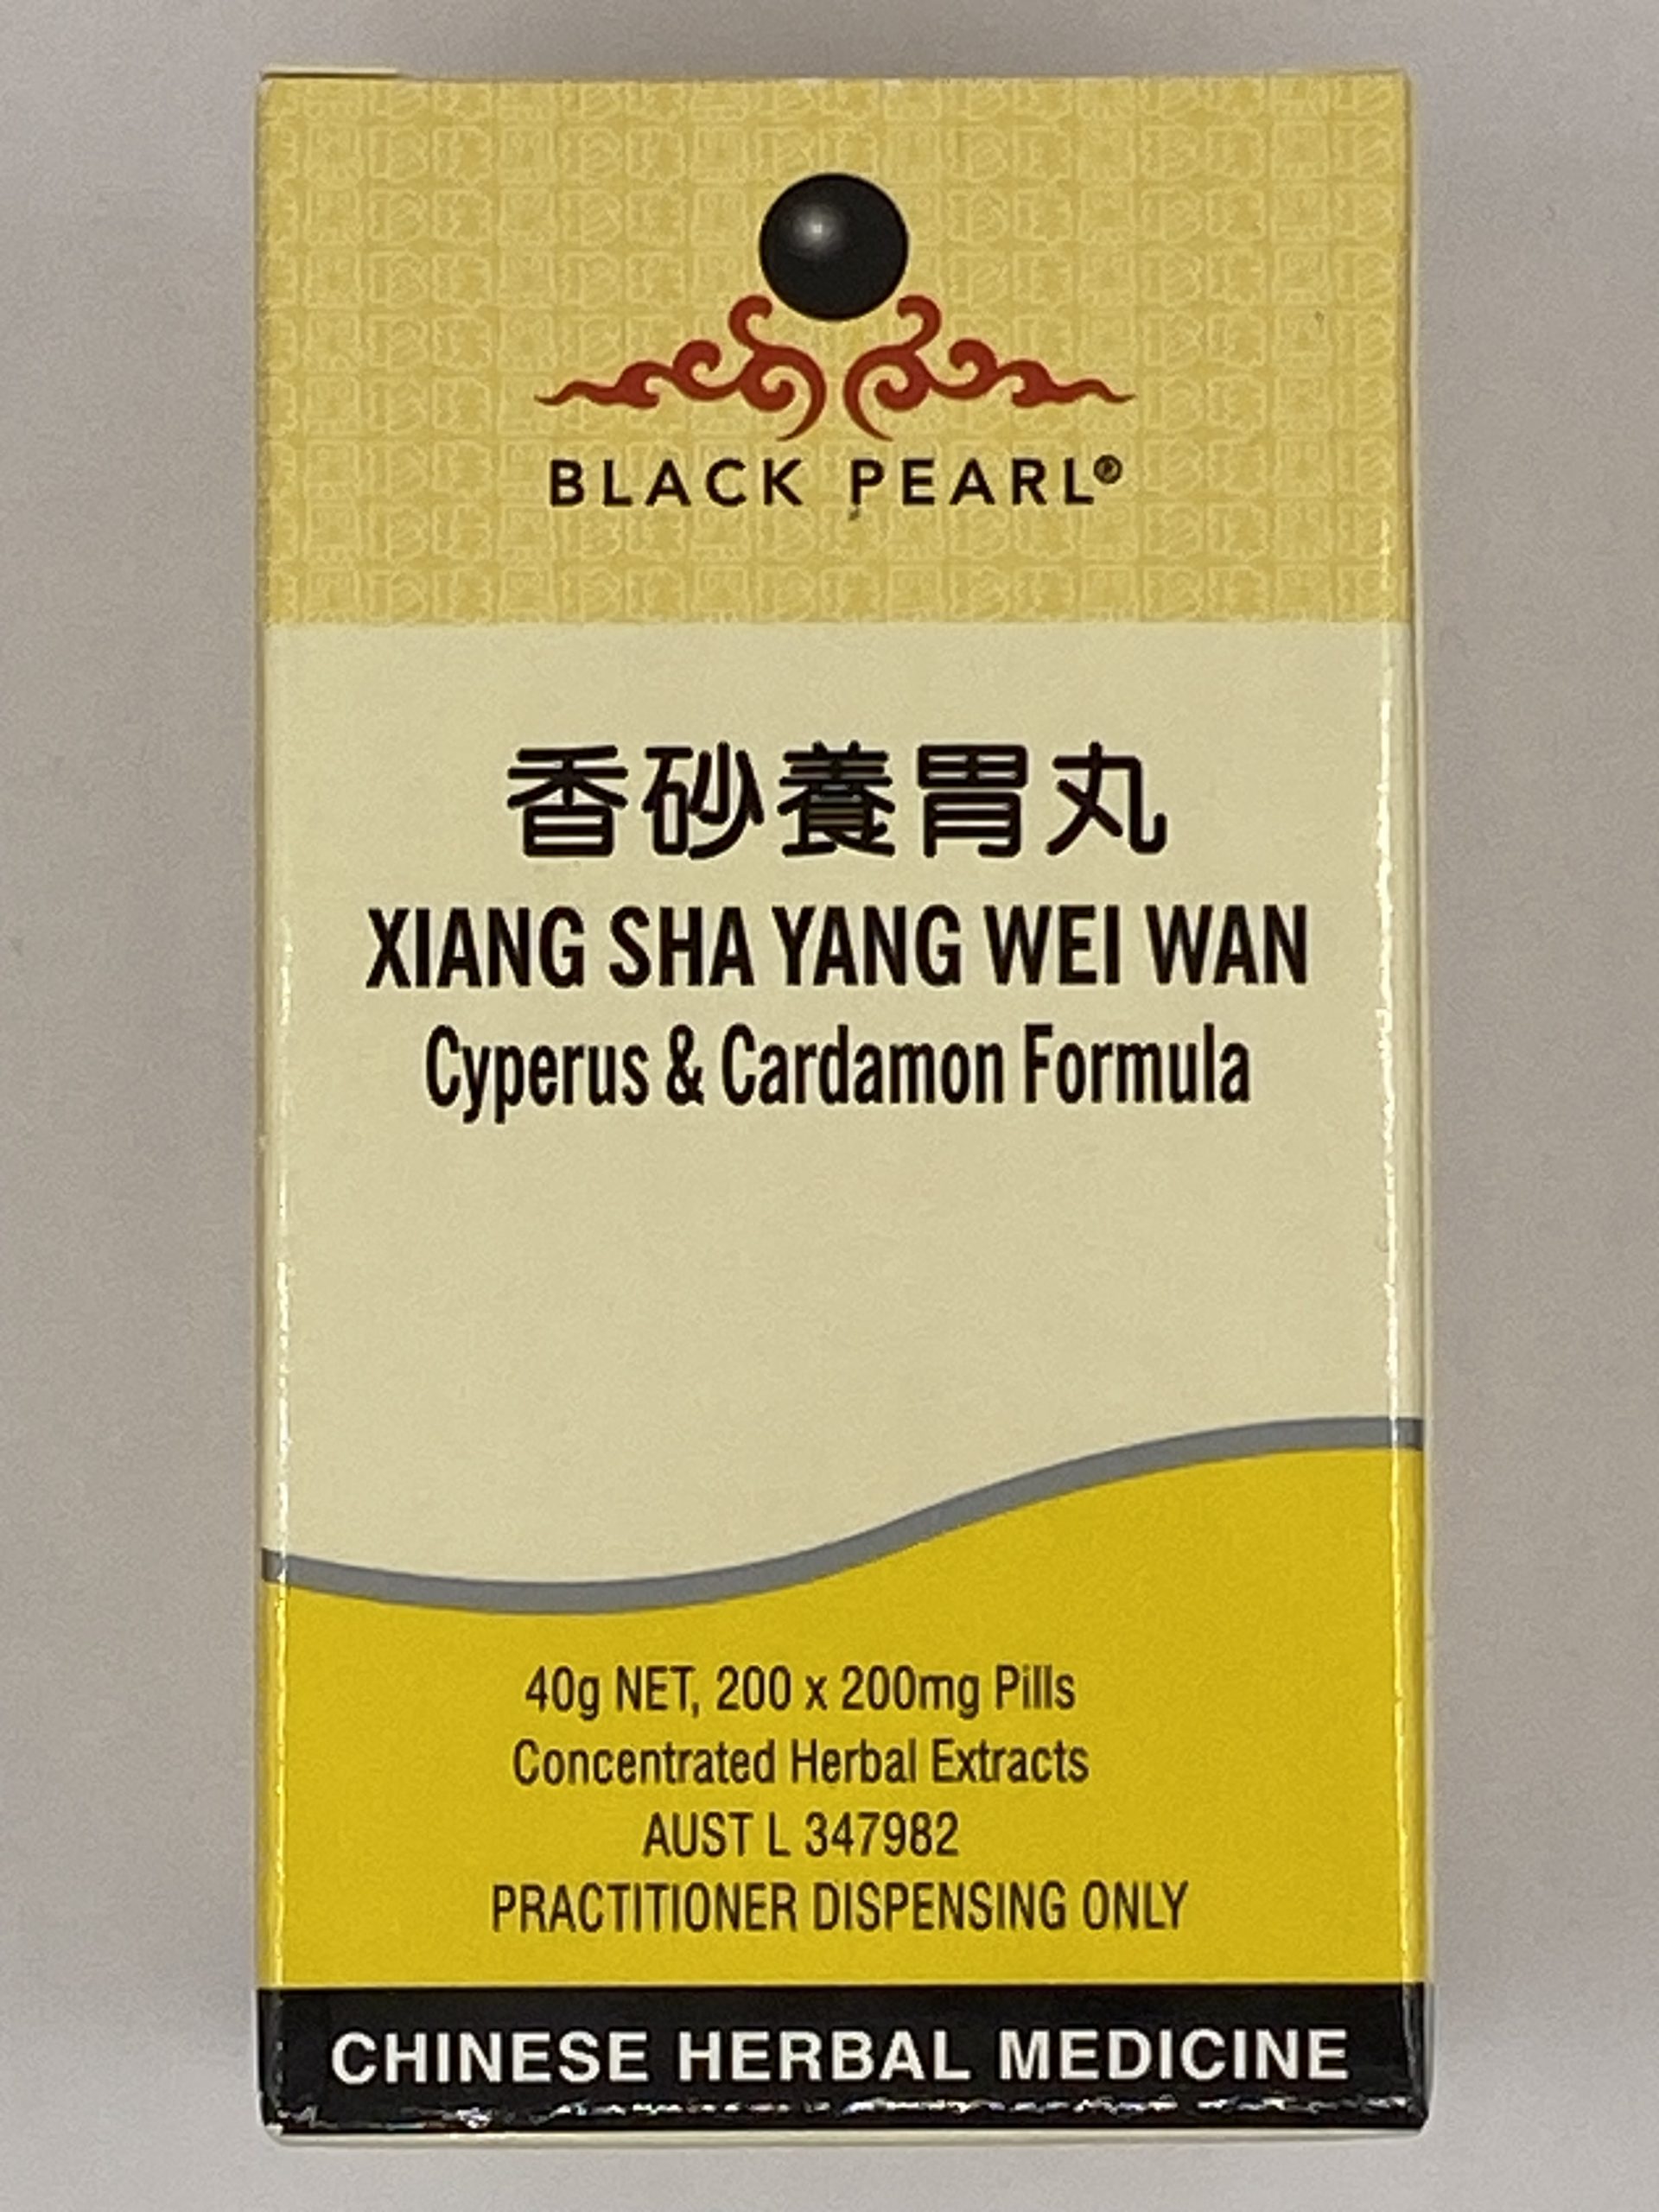 BLACK PEARL®
香砂養胃丸
XIANG SHA YANG WEI WAN
Cyperus & Cardamon Formula
40g NET, 200 x 200mg Pills
Concentrated Herbal Extracts
AUST L 347982
PRACTITIONER DISPENSING ONLY
CHINESE HERBAL MEDICINE